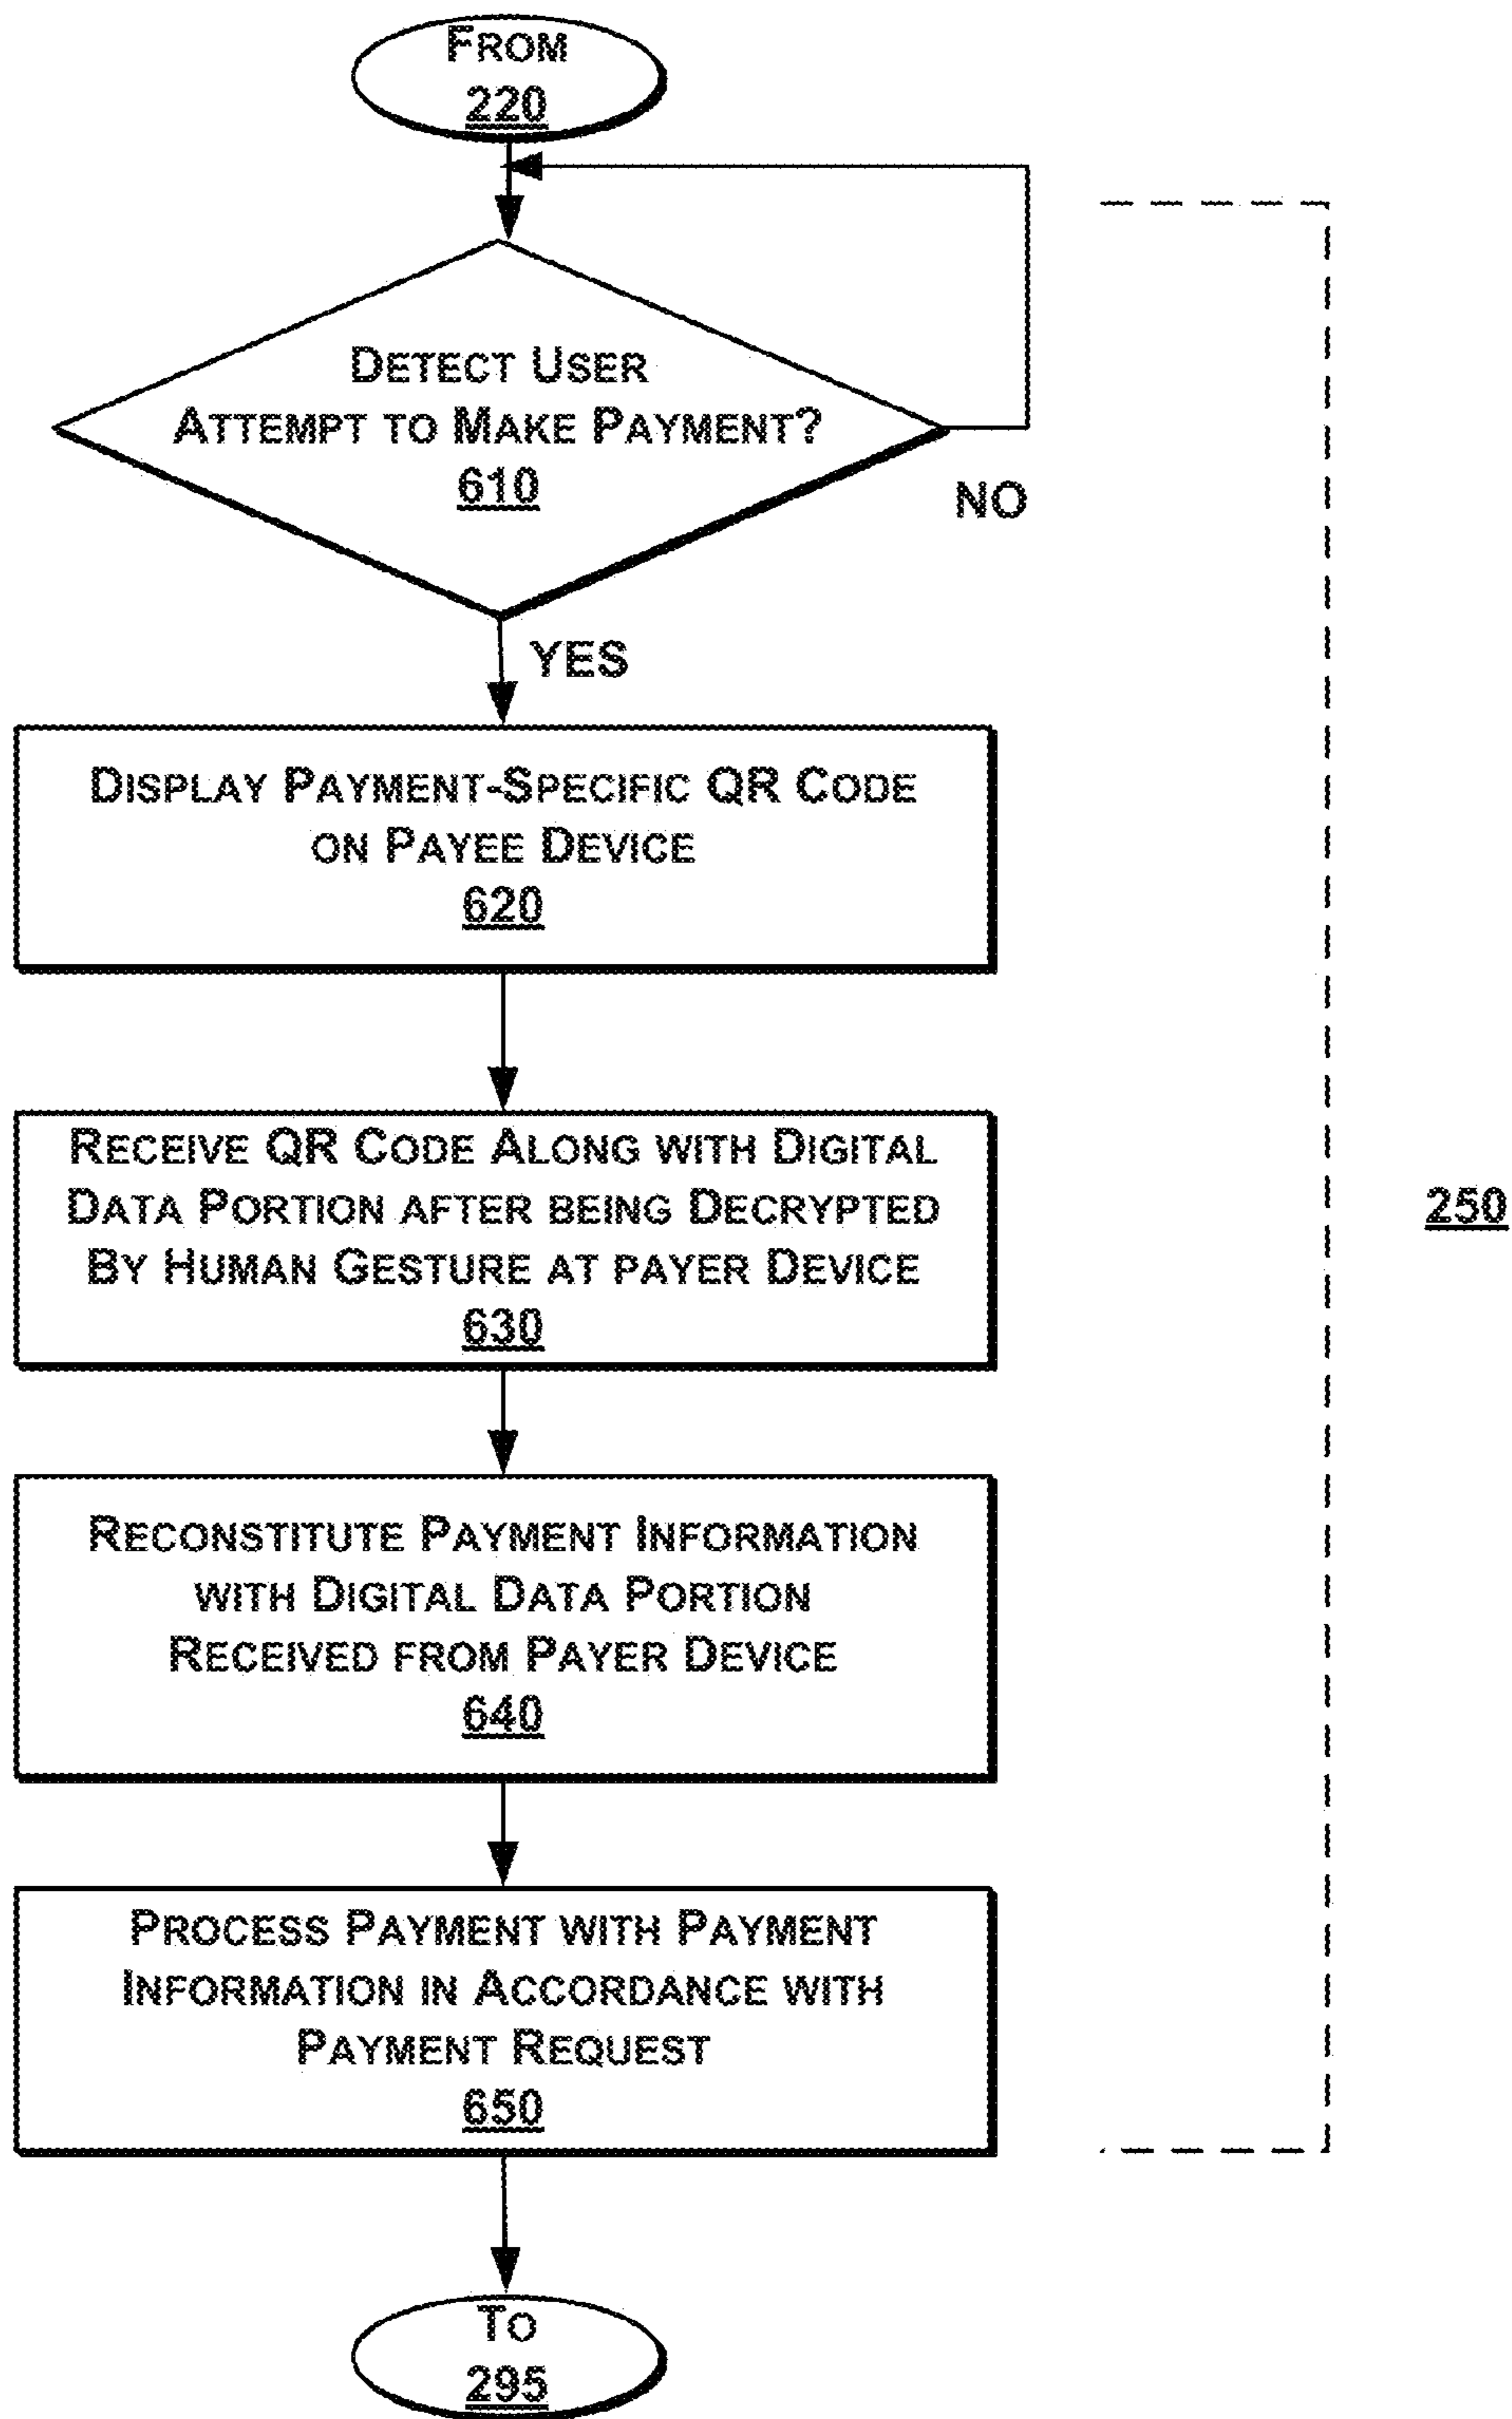 FROM
220
DETECT USER
ATTEMPT TO MAKE PAYMENT?
610
NO
YES
DISPLAY PAYMENT-SPECIFIC QR CODE
ON PAYEE DEVICE
620
RECEIVE QR CODE ALONG WITH DIGITAL
DATA PORTION AFTER BEING DECRYPTED
BY HUMAN GESTURE AT PAYER DEVICE
630
250
RECONSTITUTE PAYMENT INFORMATION
WITH DIGITAL DATA PORTION
RECEIVED FROM PAYER DEVICE
640
PROCESS PAYMENT WITH PAYMENT
INFORMATION IN ACCORDANCE WITH
PAYMENT REQUEST
650
TO
295